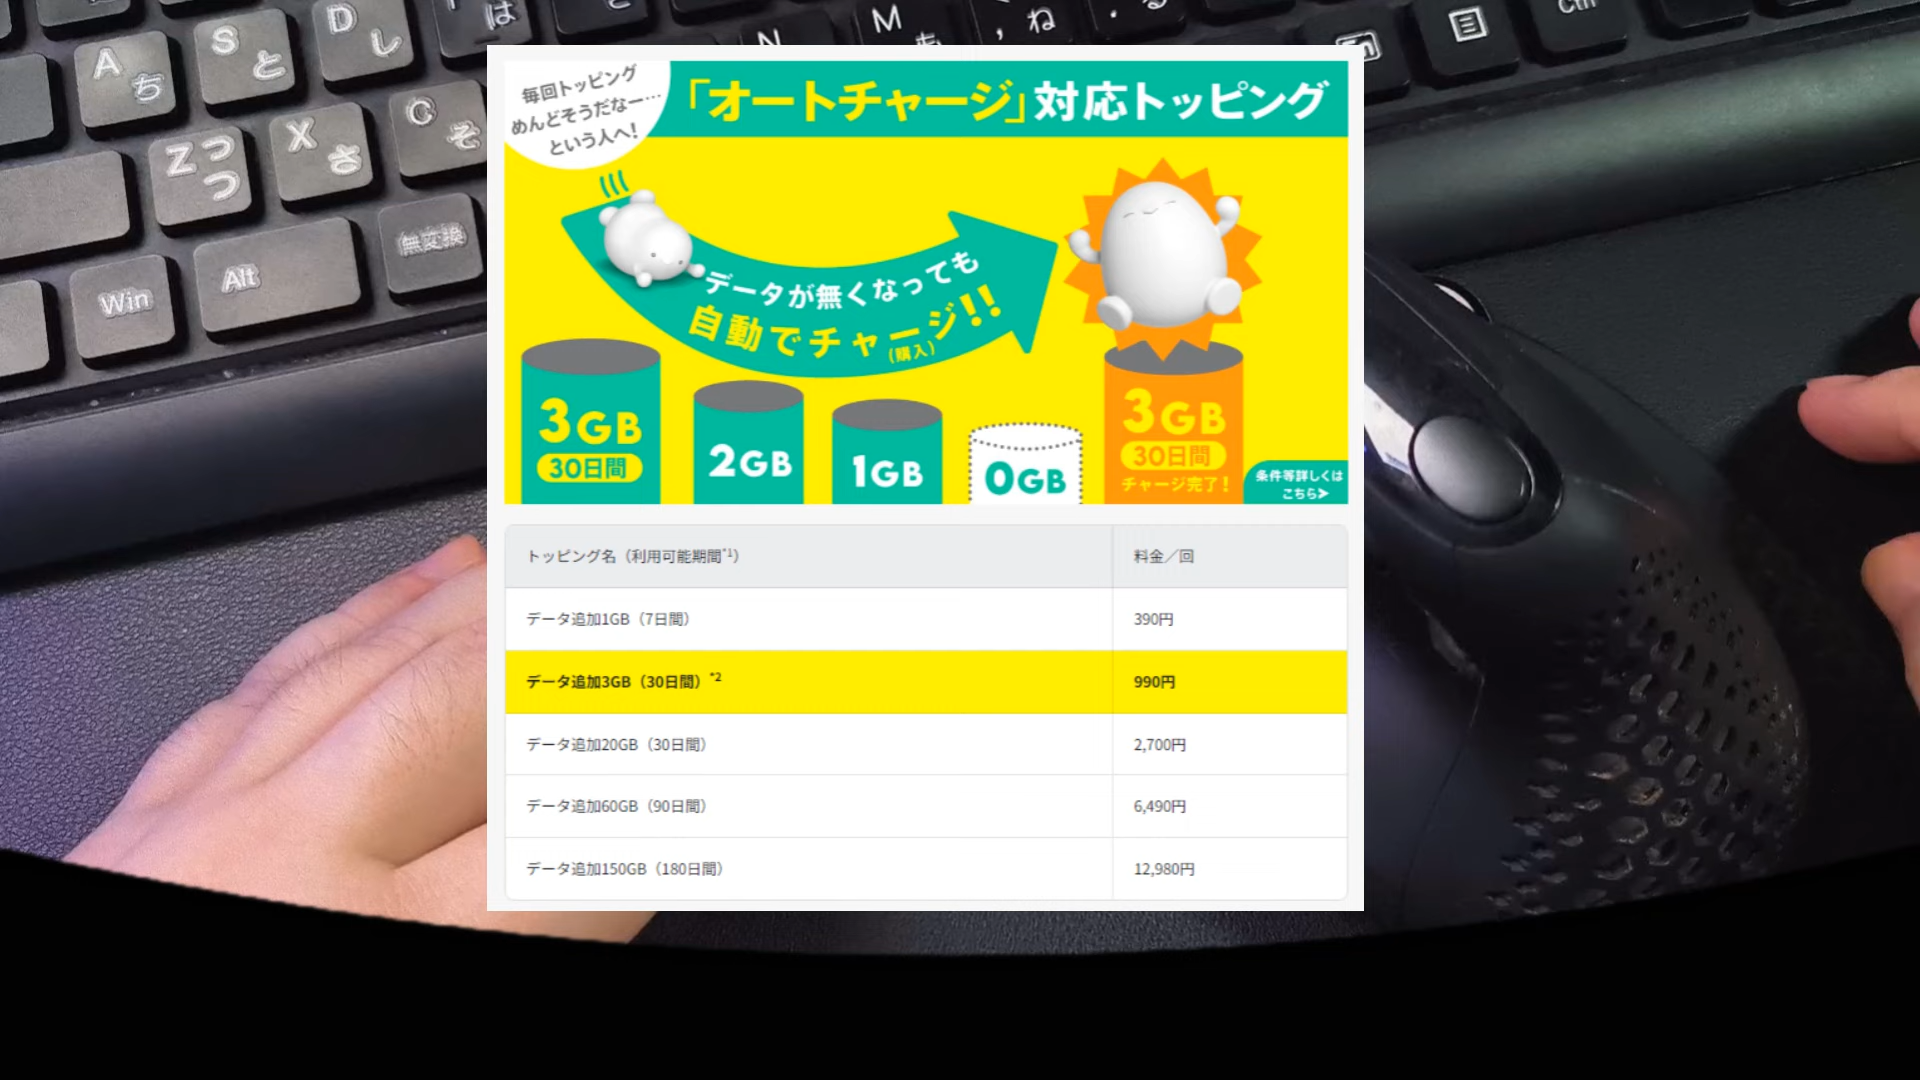 A ち
S と
D し
は
M も
、 ね
。 る
Ctrl
Z っ つ
X さ
C そ
無変換
Win
Alt
毎回トッピング
めんどそうだなー…
という人へ!
「オートチャージ」対応トッピング
データが無くなっても
自動でチャージ!!
(購入)
3GB
30日間
2GB
1GB
0GB
3GB
30日間
チャージ完了!
条件等詳しくは
こちら➤
トッピング名(利用可能期間*1) 料金/回
データ追加1GB(7日間) 390円
データ追加3GB(30日間)*2 990円
データ追加20GB(30日間) 2,700円
データ追加60GB(90日間) 6,490円
データ追加150GB(180日間) 12,980円